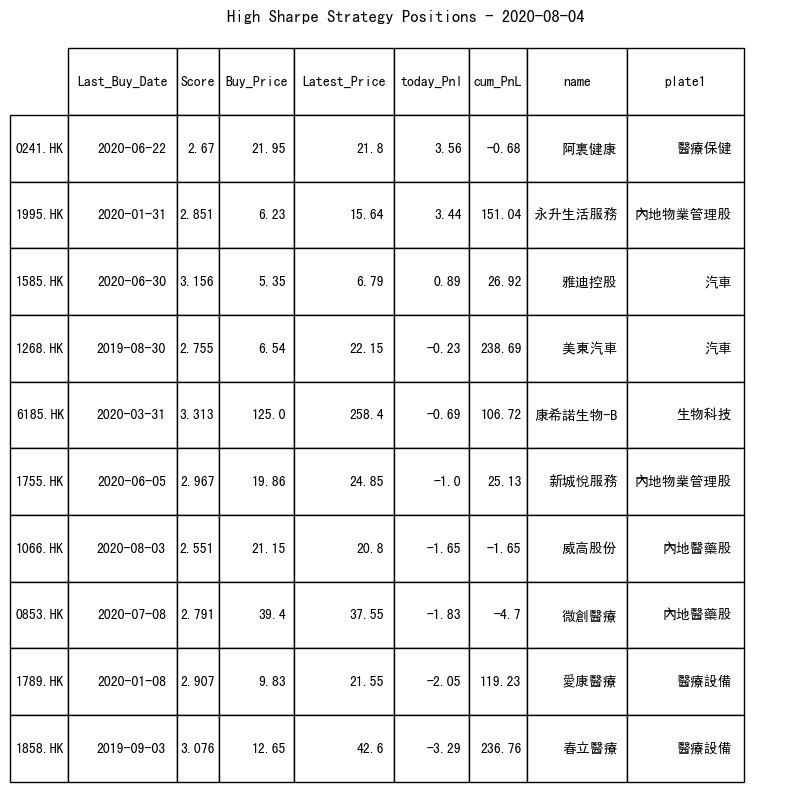 High Sharpe Strategy Positions - 2020-08-04
Last_Buy_Date Score Buy_Price Latest_Price today_Pnl cum_PnL name plate1
0241.HK 2020-06-22 2.67 21.95 21.8 3.56 -0.68 阿裏健康 醫療保健
1995.HK 2020-01-31 2.851 6.23 15.64 3.44 151.04 永升生活服務 內地物業管理股
1585.HK 2020-06-30 3.156 5.35 6.79 0.89 26.92 雅迪控股 汽車
1268.HK 2019-08-30 2.755 6.54 22.15 -0.23 238.69 美東汽車 汽車
6185.HK 2020-03-31 3.313 125.0 258.4 -0.69 106.72 康希諾生物-B 生物科技
1755.HK 2020-06-05 2.967 19.86 24.85 -1.0 25.13 新城悅服務 內地物業管理股
1066.HK 2020-08-03 2.551 21.15 20.8 -1.65 -1.65 威高股份 內地醫藥股
0853.HK 2020-07-08 2.791 39.4 37.55 -1.83 -4.7 微創醫療 內地醫藥股
1789.HK 2020-01-08 2.907 9.83 21.55 -2.05 119.23 愛康醫療 醫療設備
1858.HK 2019-09-03 3.076 12.65 42.6 -3.29 236.76 春立醫療 醫療設備